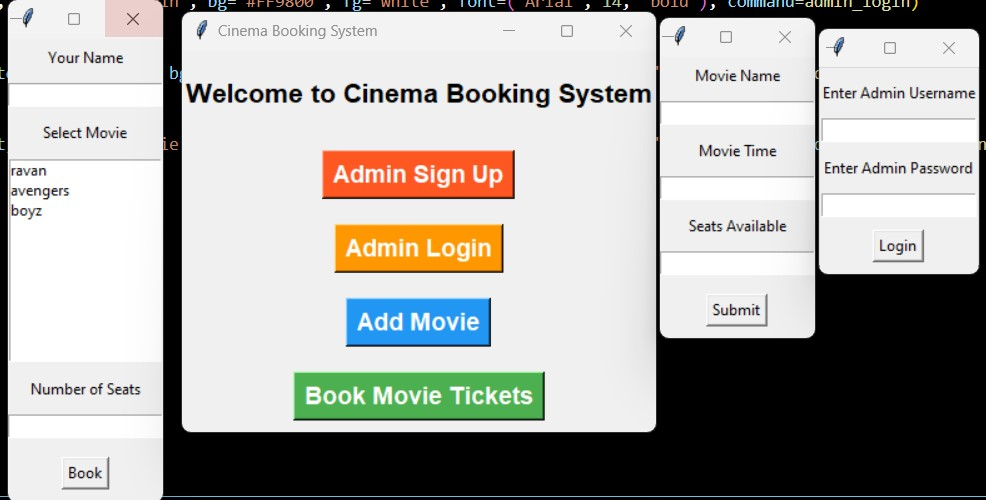 in", bg="#FF9800", fg="white", font=("Arial", 14, "bold"), command=admin_login)
Your Name
Select Movie
ravan
avengers
boyz
Number of Seats
Book
Cinema Booking System
Welcome to Cinema Booking System
Admin Sign Up
Admin Login
Add Movie
Book Movie Tickets
Movie Name
Movie Time
Seats Available
Submit
Enter Admin Username
Enter Admin Password
Login